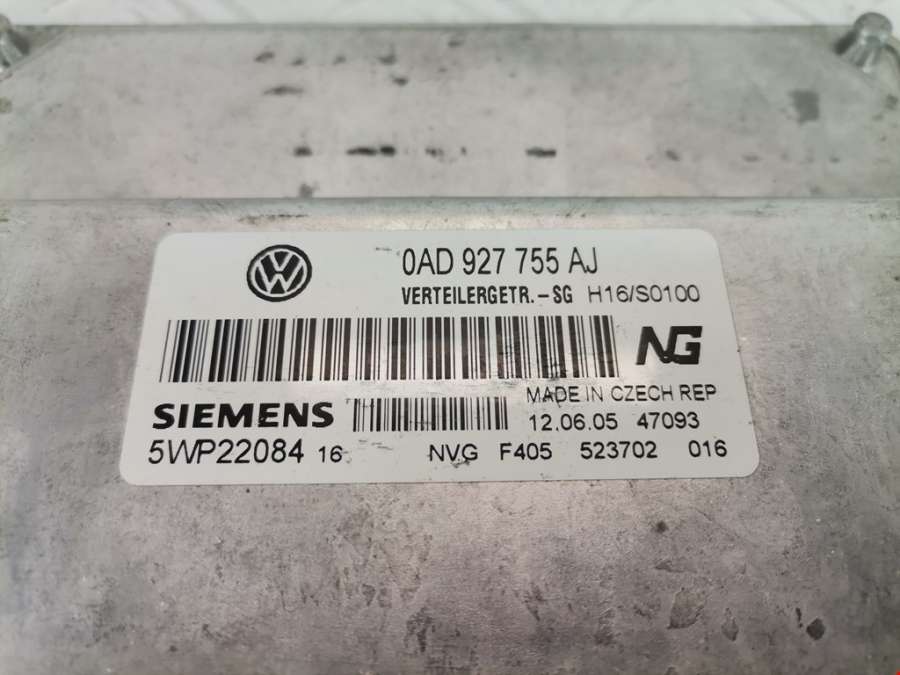 0AD 927 755 AJ
VERTEILERGETR.-SG H16/S0100
NG
MADE IN CZECH REP
SIEMENS 12.06.05 47093
5WP22084 16 NVG F405 523702 016